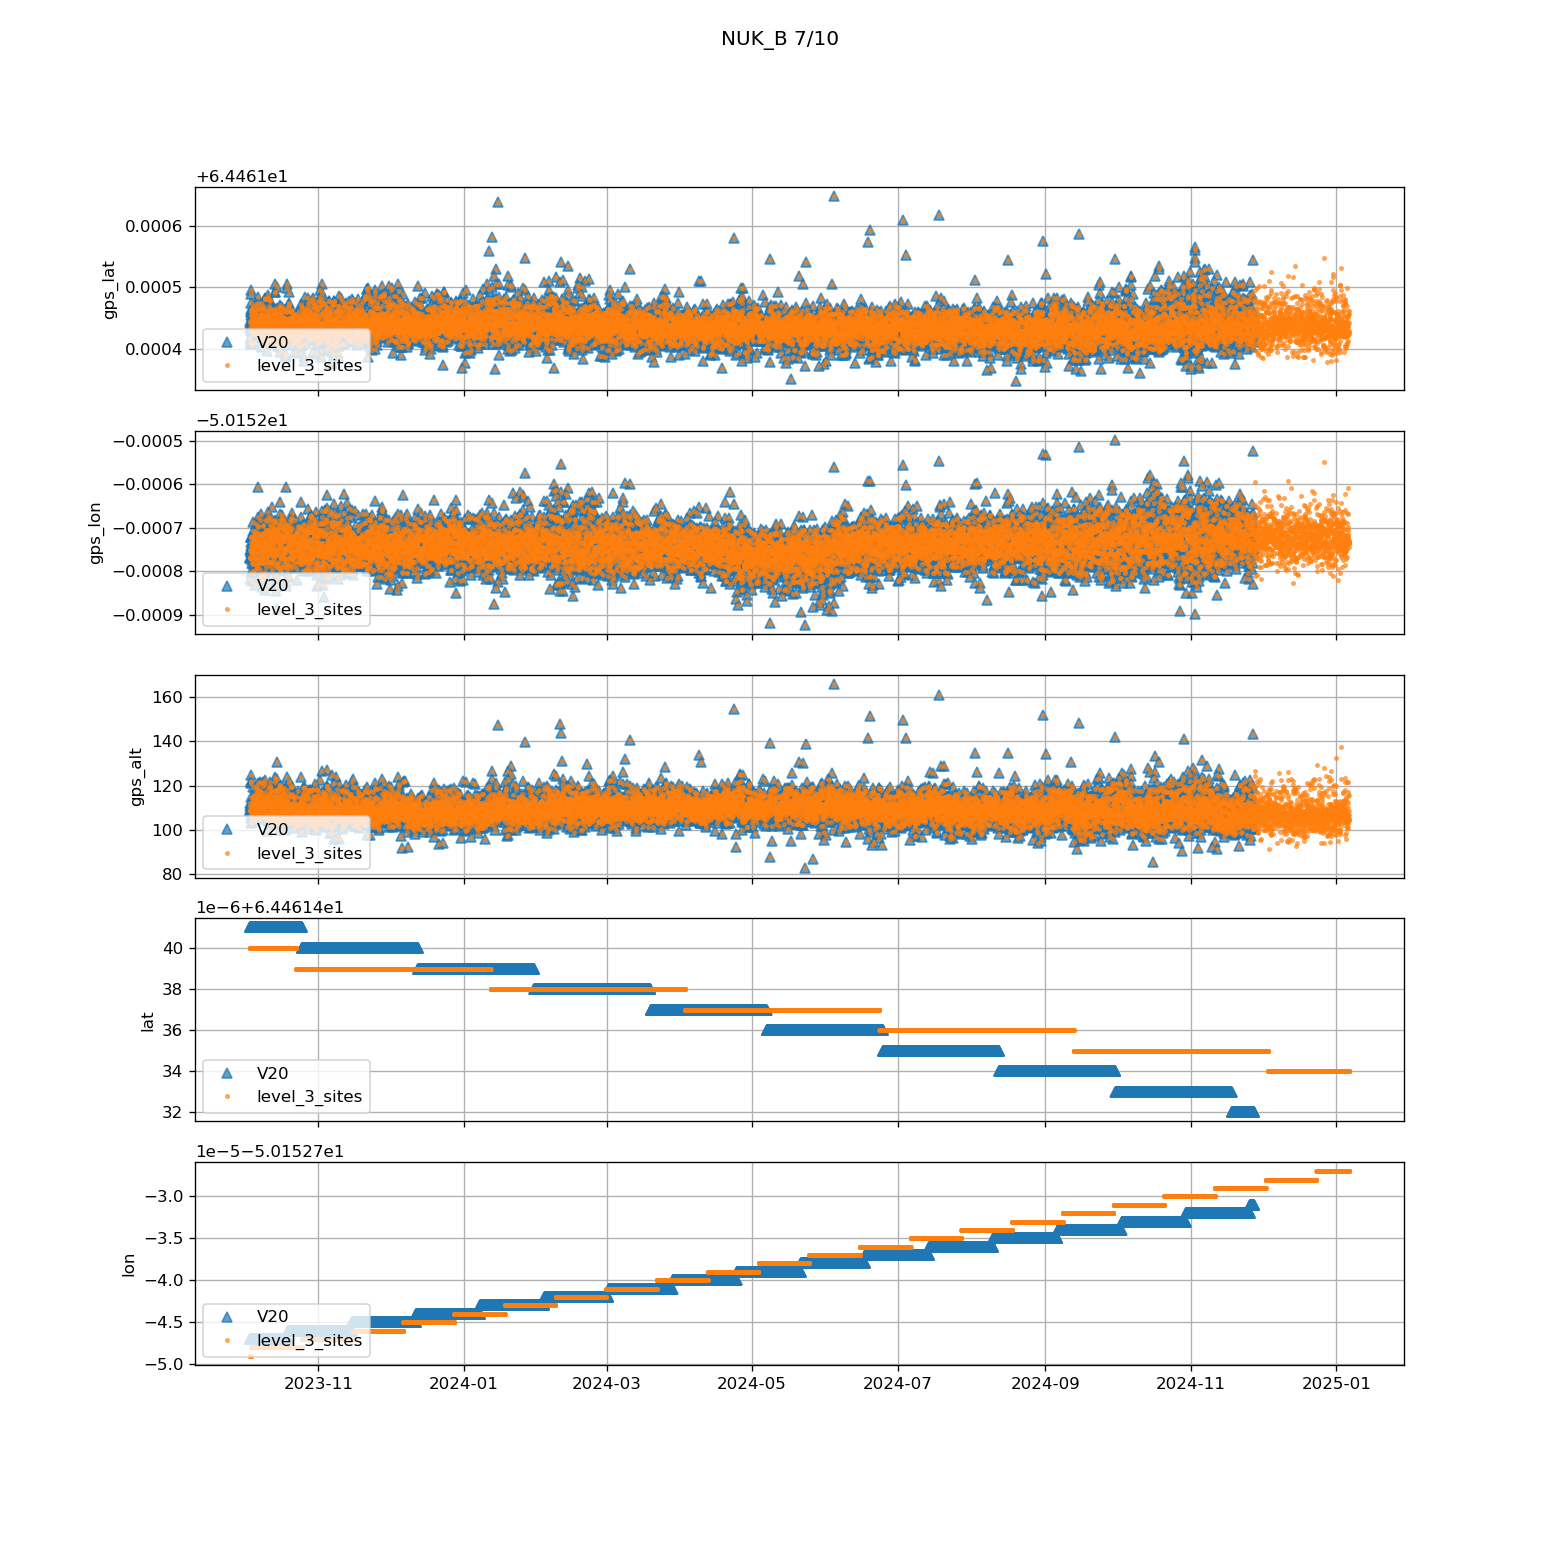 NUK_B 7/10
+6.4461e1
0.0006
0.0005
0.0004
gps_lat
V20
level_3_sites
−5.0152e1
−0.0005
−0.0006
−0.0007
−0.0008
−0.0009
gps_lon
V20
level_3_sites
160
140
120
100
80
gps_alt
V20
level_3_sites
1e−6+6.44614e1
40
38
36
34
32
lat
V20
level_3_sites
1e−5−5.01527e1
−3.0
−3.5
−4.0
−4.5
−5.0
lon
V20
level_3_sites
2023-11 2024-01 2024-03 2024-05 2024-07 2024-09 2024-11 2025-01